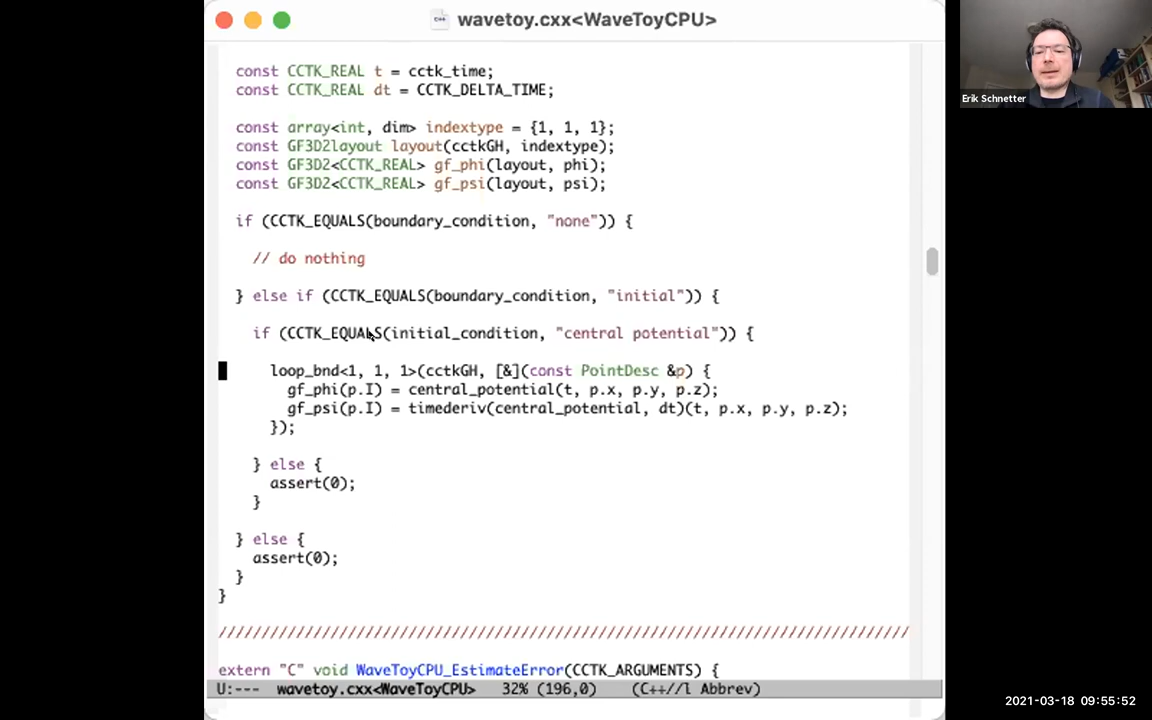 wavetoy.cxx<WaveToyCPU>
const CCTK_REAL t = cctk_time;
const CCTK_REAL dt = CCTK_DELTA_TIME;
const array<int, dim> indextype = {1, 1, 1};
const GF3D2layout layout(cctkGH, indextype);
const GF3D2<CCTK_REAL> gf_phi(layout, phi);
const GF3D2<CCTK_REAL> gf_psi(layout, psi);
if (CCTK_EQUALS(boundary_condition, "none")) {
// do nothing
} else if (CCTK_EQUALS(boundary_condition, "initial")) {
if (CCTK_EQUALS(initial_condition, "central potential")) {
loop_bnd<1, 1, 1>(cctkGH, [&](const PointDesc &p) {
gf_phi(p.I) = central_potential(t, p.x, p.y, p.z);
gf_psi(p.I) = timederiv(central_potential, dt)(t, p.x, p.y, p.z);
});
} else {
assert(0);
}
} else {
assert(0);
}
}
////////////////////////////////////////////////////////////////////////////////
extern "C" void WaveToyCPU_EstimateError(CCTK_ARGUMENTS) {
U:--- wavetoy.cxx<WaveToyCPU> 32% (196,0) (C++//l Abbrev)
Erik Schnetter
2021-03-18 09:55:52